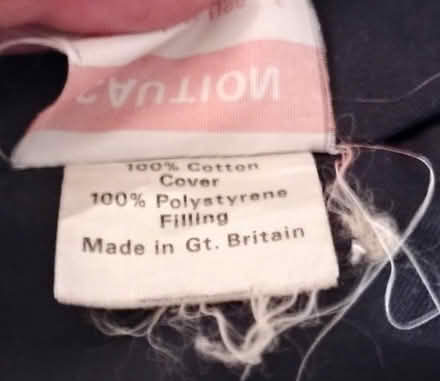 CAUTION
100% Cotton
Cover
100% Polystyrene
Filling
Made in Gt. Britain